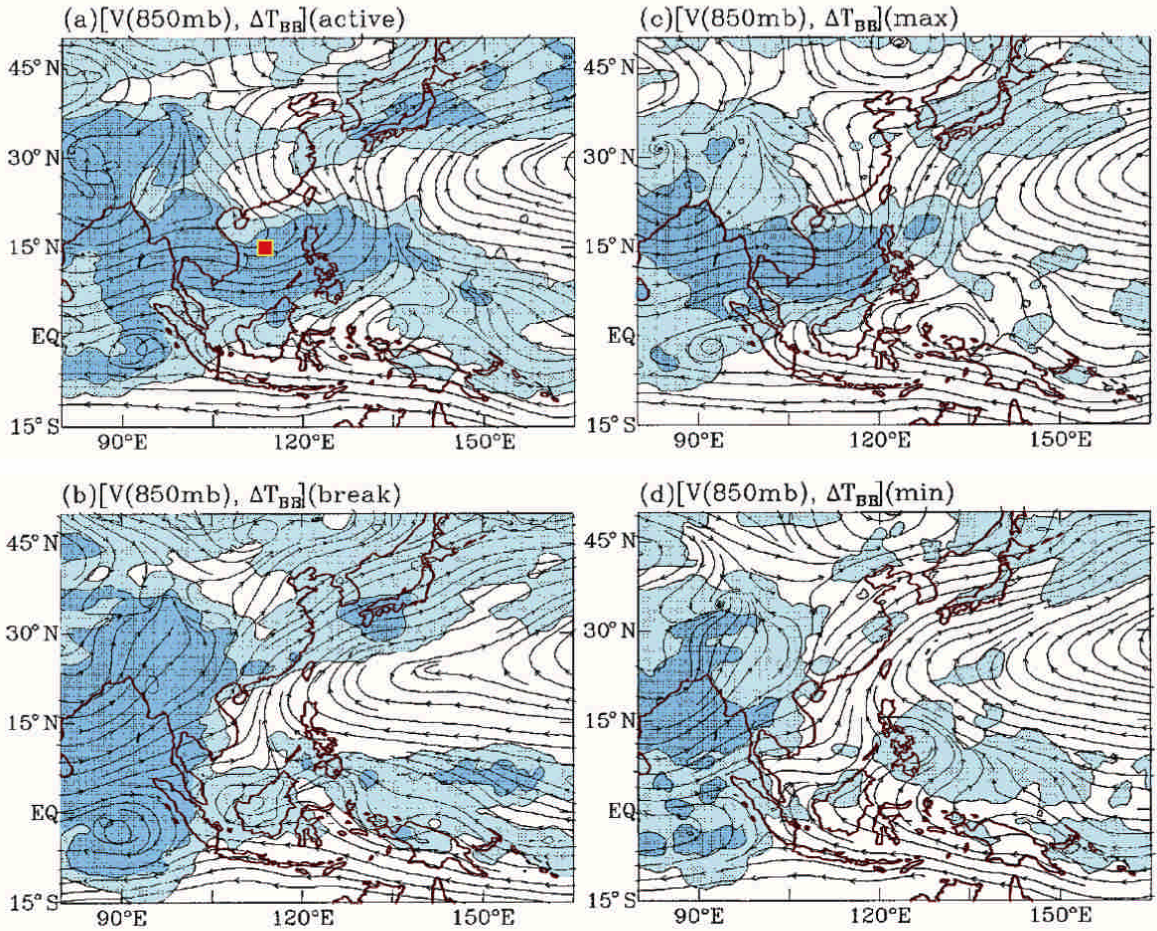 (a)[V(850mb), ΔT_BB](active)
45°N
30°N
15°N
EQ
15°S
90°E 120°E 150°E
(c)[V(850mb), ΔT_BB](max)
45°N
30°N
15°N
EQ
15°S
90°E 120°E 150°E
(b)[V(850mb), ΔT_BB](break)
45°N
30°N
15°N
EQ
15°S
90°E 120°E 150°E
(d)[V(850mb), ΔT_BB](min)
45°N
30°N
15°N
EQ
15°S
90°E 120°E 150°E